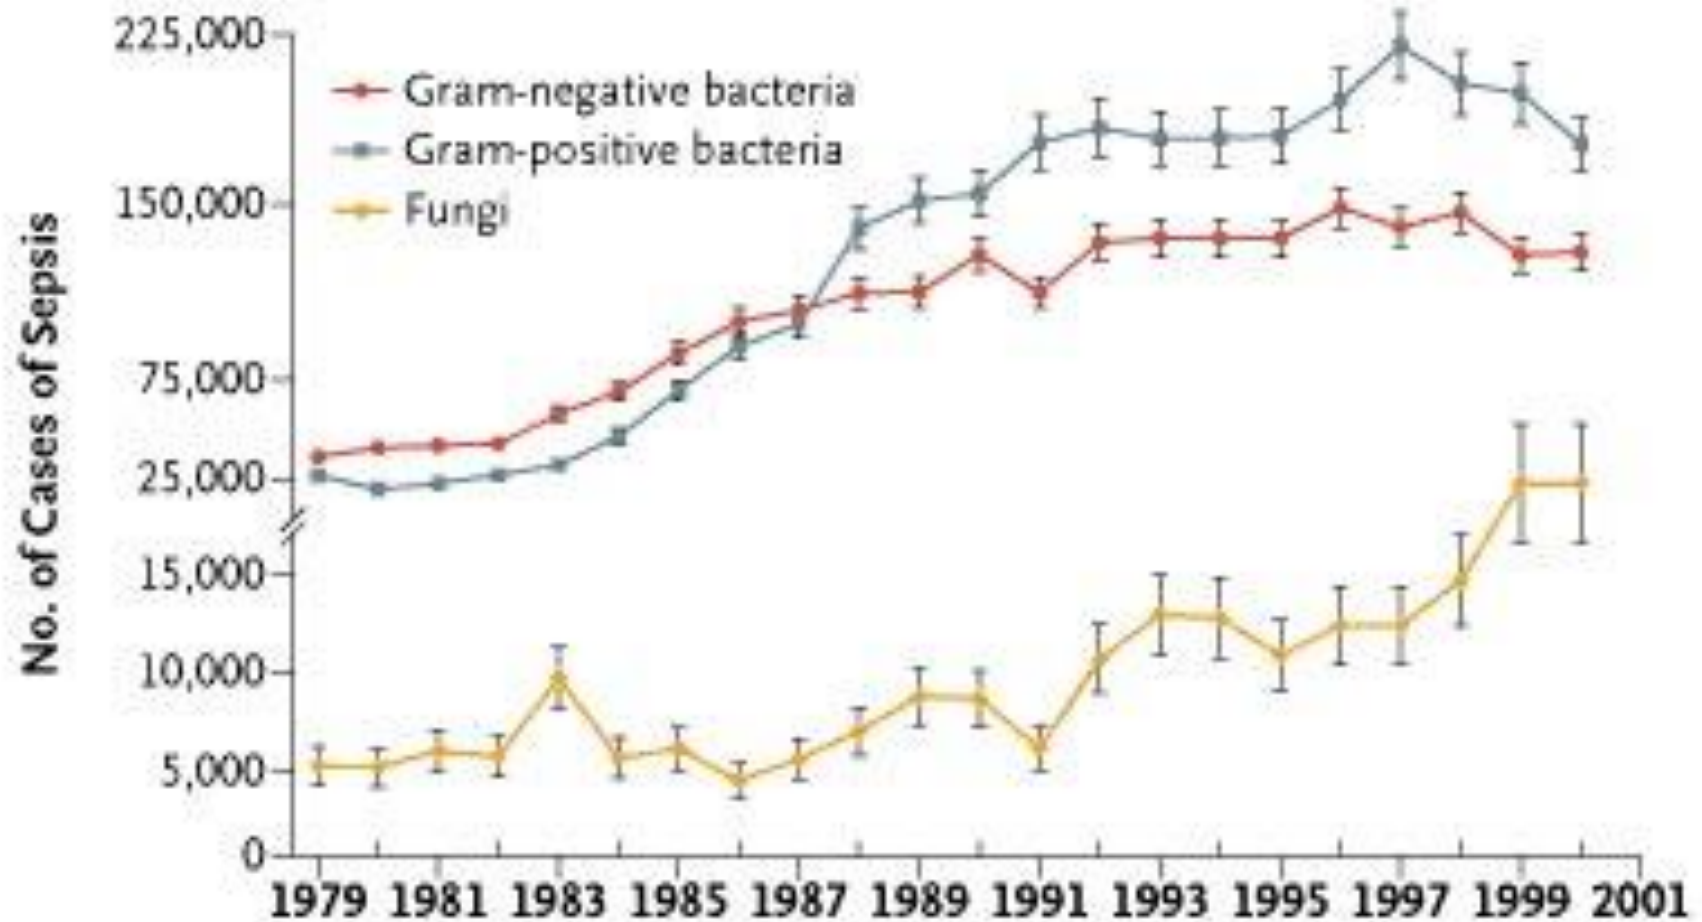 No. of Cases of Sepsis
225,000
150,000
75,000
25,000
15,000
10,000
5,000
0
Gram-negative bacteria
Gram-positive bacteria
Fungi
1979 1981 1983 1985 1987 1989 1991 1993 1995 1997 1999 2001